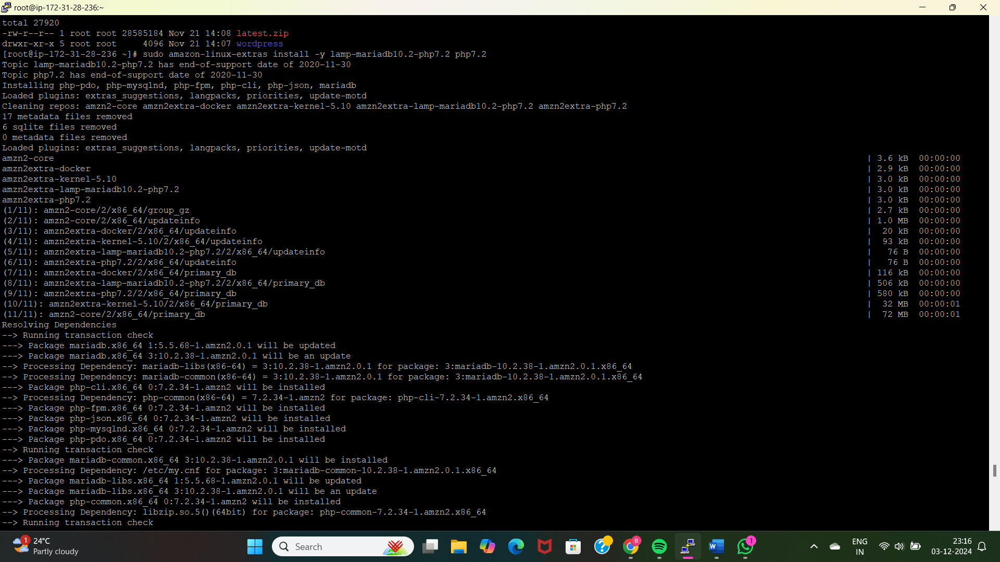 root@ip-172-31-28-236:~
total 27920
-rw-r--r-- 1 root root 28585184 Nov 21 14:08 latest.zip
drwxr-xr-x 5 root root     4096 Nov 21 14:07 wordpress
[root@ip-172-31-28-236 ~]# sudo amazon-linux-extras install -y lamp-mariadb10.2-php7.2 php7.2
Topic lamp-mariadb10.2-php7.2 has end-of-support date of 2020-11-30
Topic php7.2 has end-of-support date of 2020-11-30
Installing php-pdo, php-mysqlnd, php-fpm, php-cli, php-json, mariadb
Loaded plugins: extras_suggestions, langpacks, priorities, update-motd
Cleaning repos: amzn2-core amzn2extra-docker amzn2extra-kernel-5.10 amzn2extra-lamp-mariadb10.2-php7.2 amzn2extra-php7.2
17 metadata files removed
6 sqlite files removed
0 metadata files removed
Loaded plugins: extras_suggestions, langpacks, priorities, update-motd
amzn2-core | 3.6 kB 00:00:00
amzn2extra-docker | 2.9 kB 00:00:00
amzn2extra-kernel-5.10 | 3.0 kB 00:00:00
amzn2extra-lamp-mariadb10.2-php7.2 | 3.0 kB 00:00:00
amzn2extra-php7.2 | 3.0 kB 00:00:00
(1/11): amzn2-core/2/x86_64/group_gz | 2.7 kB 00:00:00
(2/11): amzn2-core/2/x86_64/updateinfo | 1.0 MB 00:00:00
(3/11): amzn2extra-docker/2/x86_64/updateinfo | 20 kB 00:00:00
(4/11): amzn2extra-kernel-5.10/2/x86_64/updateinfo | 93 kB 00:00:00
(5/11): amzn2extra-lamp-mariadb10.2-php7.2/2/x86_64/updateinfo | 76 B 00:00:00
(6/11): amzn2extra-php7.2/2/x86_64/updateinfo | 76 B 00:00:00
(7/11): amzn2extra-docker/2/x86_64/primary_db | 116 kB 00:00:00
(8/11): amzn2extra-lamp-mariadb10.2-php7.2/2/x86_64/primary_db | 506 kB 00:00:00
(9/11): amzn2extra-php7.2/2/x86_64/primary_db | 580 kB 00:00:00
(10/11): amzn2extra-kernel-5.10/2/x86_64/primary_db | 32 MB 00:00:01
(11/11): amzn2-core/2/x86_64/primary_db | 72 MB 00:00:01
Resolving Dependencies
--> Running transaction check
---> Package mariadb.x86_64 1:5.5.68-1.amzn2.0.1 will be updated
---> Package mariadb.x86_64 3:10.2.38-1.amzn2.0.1 will be an update
--> Processing Dependency: mariadb-libs(x86-64) = 3:10.2.38-1.amzn2.0.1 for package: 3:mariadb-10.2.38-1.amzn2.0.1.x86_64
--> Processing Dependency: mariadb-common(x86-64) = 3:10.2.38-1.amzn2.0.1 for package: 3:mariadb-10.2.38-1.amzn2.0.1.x86_64
---> Package php-cli.x86_64 0:7.2.34-1.amzn2 will be installed
--> Processing Dependency: php-common(x86-64) = 7.2.34-1.amzn2 for package: php-cli-7.2.34-1.amzn2.x86_64
---> Package php-fpm.x86_64 0:7.2.34-1.amzn2 will be installed
---> Package php-json.x86_64 0:7.2.34-1.amzn2 will be installed
---> Package php-mysqlnd.x86_64 0:7.2.34-1.amzn2 will be installed
---> Package php-pdo.x86_64 0:7.2.34-1.amzn2 will be installed
--> Running transaction check
---> Package mariadb-common.x86_64 3:10.2.38-1.amzn2.0.1 will be installed
--> Processing Dependency: /etc/my.cnf for package: 3:mariadb-common-10.2.38-1.amzn2.0.1.x86_64
---> Package mariadb-libs.x86_64 1:5.5.68-1.amzn2.0.1 will be updated
---> Package mariadb-libs.x86_64 3:10.2.38-1.amzn2.0.1 will be an update
---> Package php-common.x86_64 0:7.2.34-1.amzn2 will be installed
--> Processing Dependency: libzip.so.5()(64bit) for package: php-common-7.2.34-1.amzn2.x86_64
--> Running transaction check
1
24°C
Partly cloudy
Search
B
W
1
ENG
IN
23:16
03-12-2024